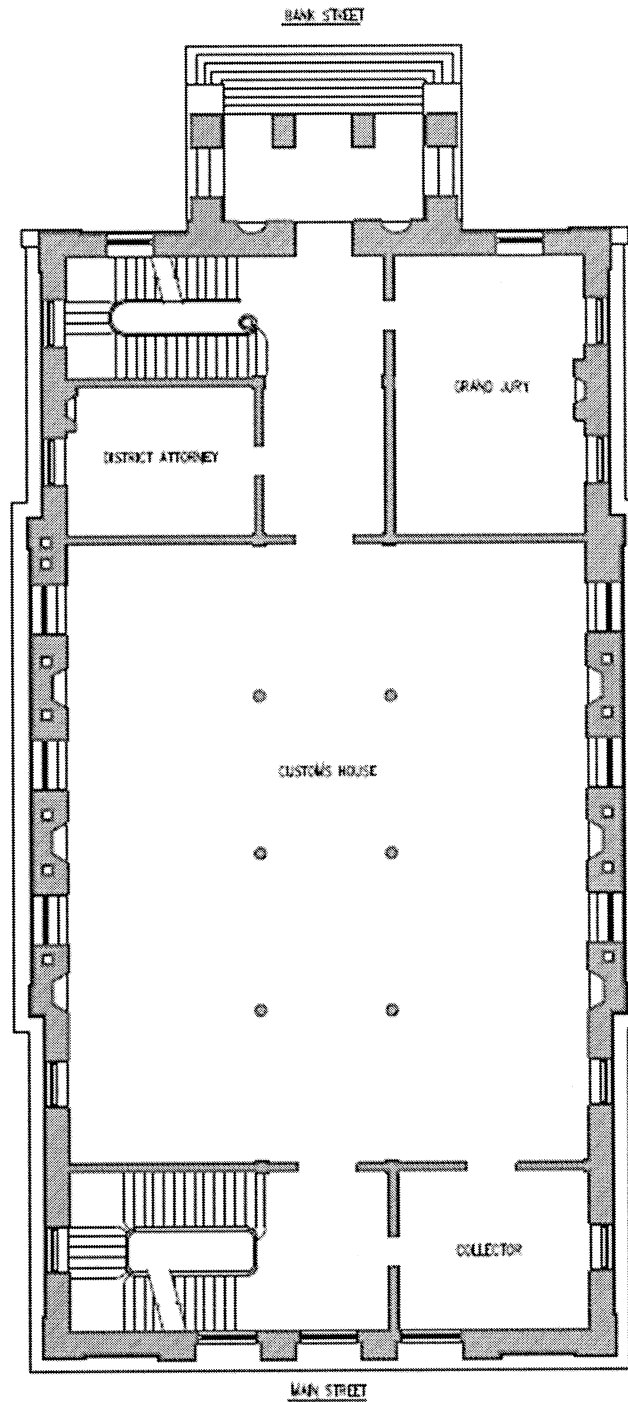 BANK STREET
GRAND JURY
DISTRICT ATTORNEY
CUSTOMS HOUSE
COLLECTOR
MAIN STREET